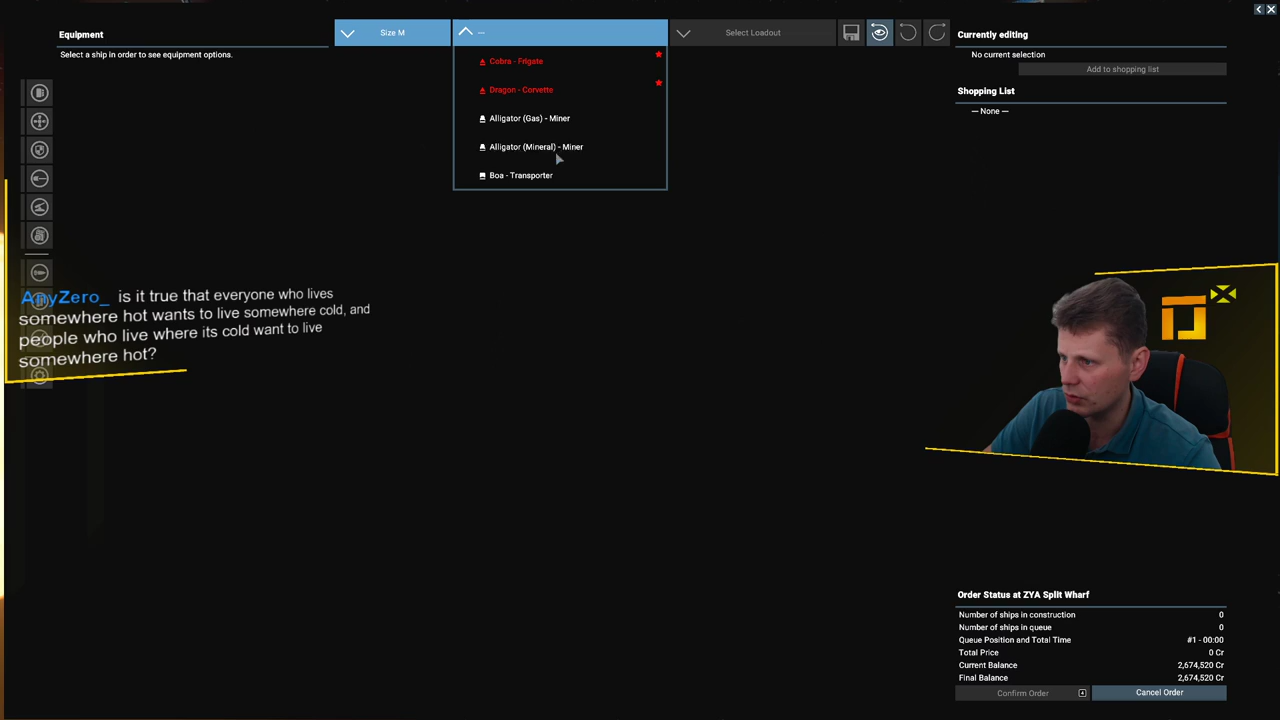 Equipment
Select a ship in order to see equipment options.
Size M
--
Select Loadout
Cobra - Frigate
Dragon - Corvette
Alligator (Gas) - Miner
Alligator (Mineral) - Miner
Boa - Transporter
Currently editing
No current selection
Add to shopping list
Shopping List
— None —
AnyZero_ is it true that everyone who lives
somewhere hot wants to live somewhere cold, and
people who live where its cold want to live
somewhere hot?
Order Status at ZYA Split Wharf
Number of ships in construction 0
Number of ships in queue 0
Queue Position and Total Time #1 - 00:00
Total Price 0 Cr
Current Balance 2,674,520 Cr
Final Balance 2,674,520 Cr
Confirm Order 4
Cancel Order